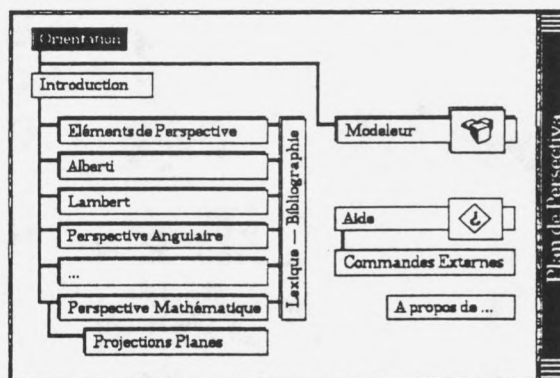 Orientation
Introduction
Eléments de Perspective
Alberti
Lambert
Perspective Angulaire
...
Perspective Mathématique
Projections Planes
Lexique — Bibliographie
Modeleur
Aide
Commandes Externes
A propos de ...
Plan de Persectiva